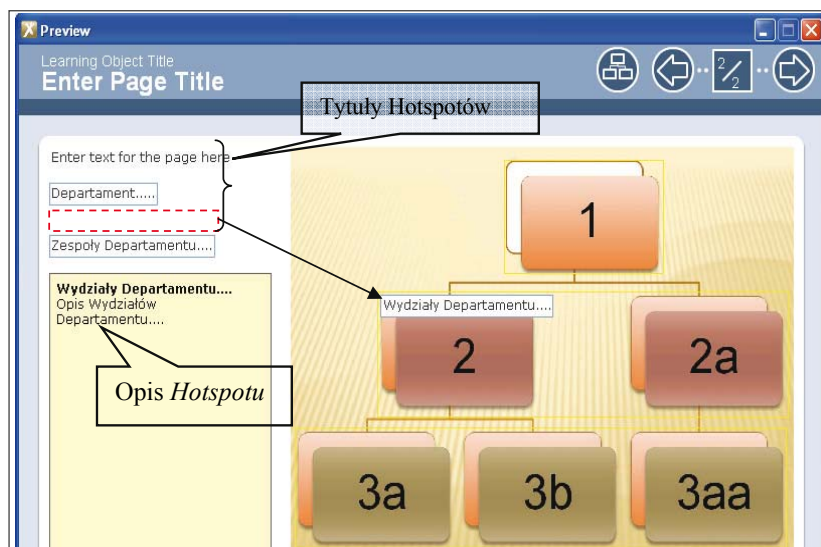 Preview
Learning Object Title
Enter Page Title
2/2
Tytuły Hotspotów
Enter text for the page here
Departament.....
Zespoły Departamentu....
Wydziały Departamentu....
Opis Wydziałów
Departamentu....
Opis Hotspotu
1
Wydziały Departamentu....
2
2a
3a
3b
3aa